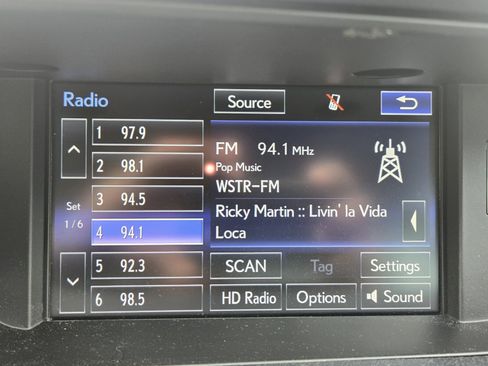 Radio
Source
1 97.9
2 98.1
3 94.5
4 94.1
5 92.3
6 98.5
Set
1/6
FM 94.1 MHz
Pop Music
WSTR-FM
Ricky Martin :: Livin' la Vida
Loca
SCAN Tag Settings
HD Radio Options Sound